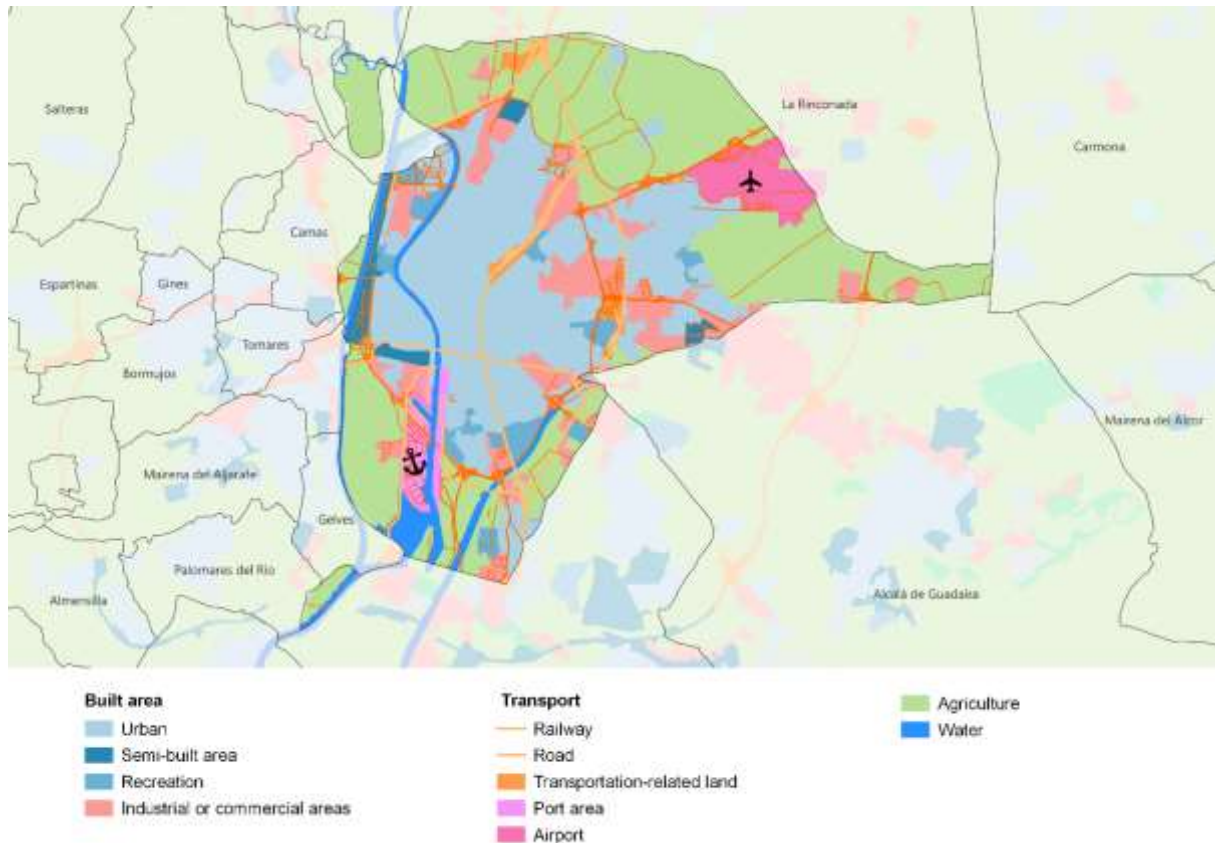 Salteras
La Rinconada
Carmona
Camas
Espartinas
Gines
Tomares
Bormujos
Mairena del Alcor
Mairena del Aljarafe
Gelves
Palomares del Río
Almensilla
Alcalá de Guadaira
Built area
Urban
Semi-built area
Recreation
Industrial or commercial areas
Transport
Railway
Road
Transportation-related land
Port area
Airport
Agriculture
Water